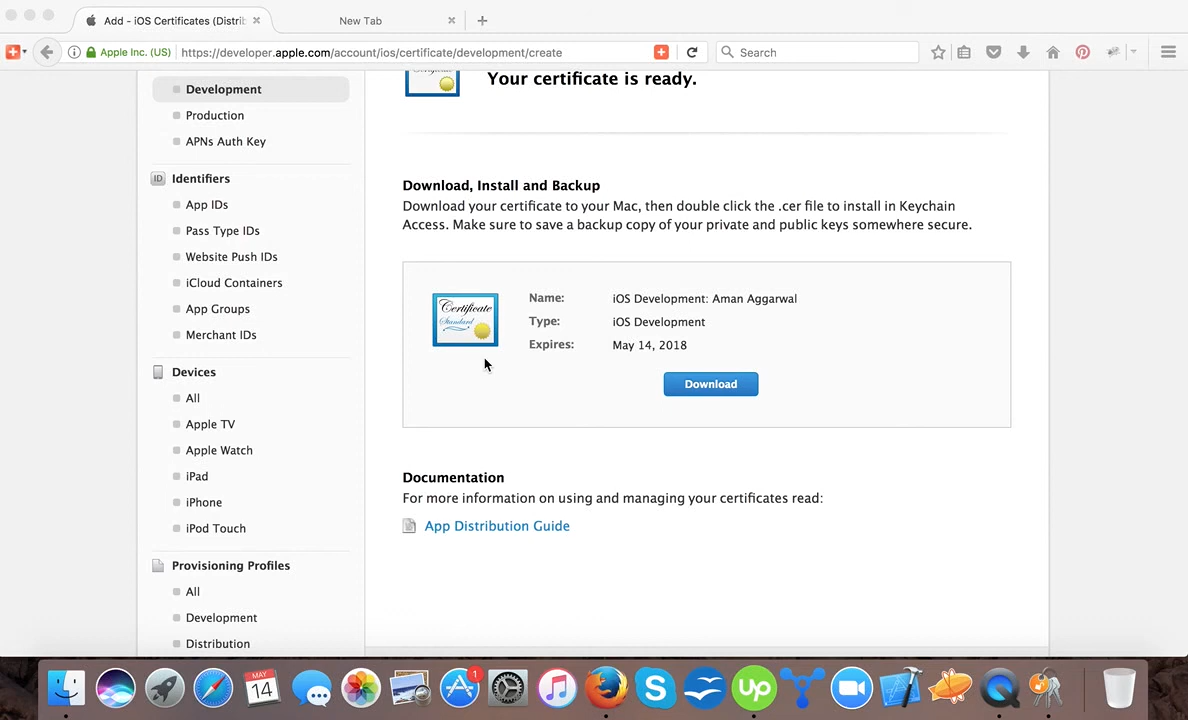 Add - iOS Certificates (Distrib
New Tab
Apple Inc. (US)
https://developer.apple.com/account/ios/certificate/development/create
Search
Development
Production
APNs Auth Key
ID
Identifiers
App IDs
Pass Type IDs
Website Push IDs
iCloud Containers
App Groups
Merchant IDs
Devices
All
Apple TV
Apple Watch
iPad
iPhone
iPod Touch
Provisioning Profiles
All
Development
Distribution
Your certificate is ready.
Download, Install and Backup
Download your certificate to your Mac, then double click the .cer file to install in Keychain
Access. Make sure to save a backup copy of your private and public keys somewhere secure.
Certificate
Standard
Name: iOS Development: Aman Aggarwal
Type: iOS Development
Expires: May 14, 2018
Download
Documentation
For more information on using and managing your certificates read:
App Distribution Guide
MAY
14
1
S
Up